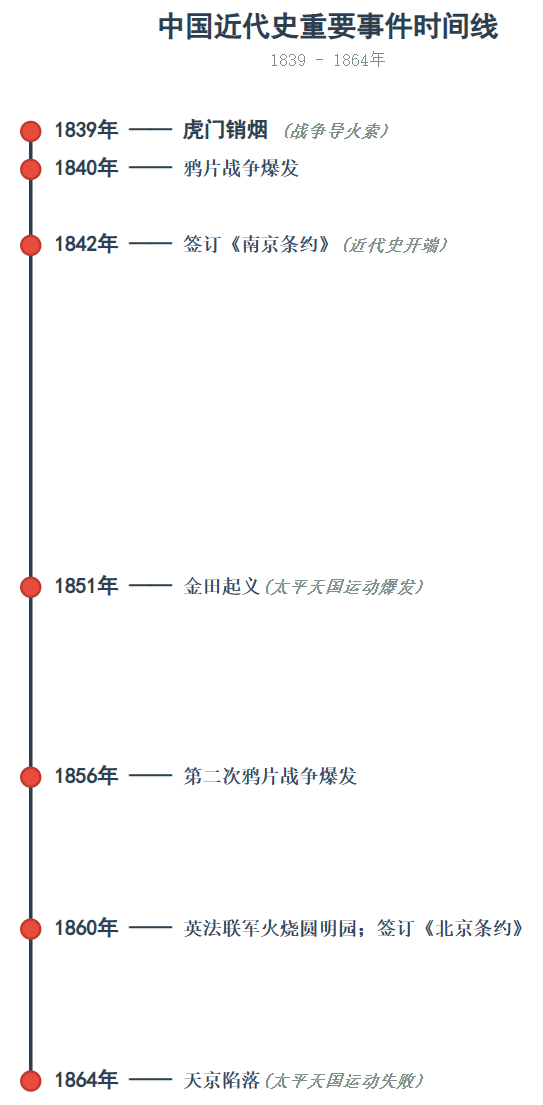 中国近代史重要事件时间线
1839 - 1864年
1839年 —— 虎门销烟 (战争导火索)
1840年 —— 鸦片战争爆发
1842年 —— 签订《南京条约》(近代史开端)
1851年 —— 金田起义(太平天国运动爆发)
1856年 —— 第二次鸦片战争爆发
1860年 —— 英法联军火烧圆明园；签订《北京条约》
1864年 —— 天京陷落(太平天国运动失败)